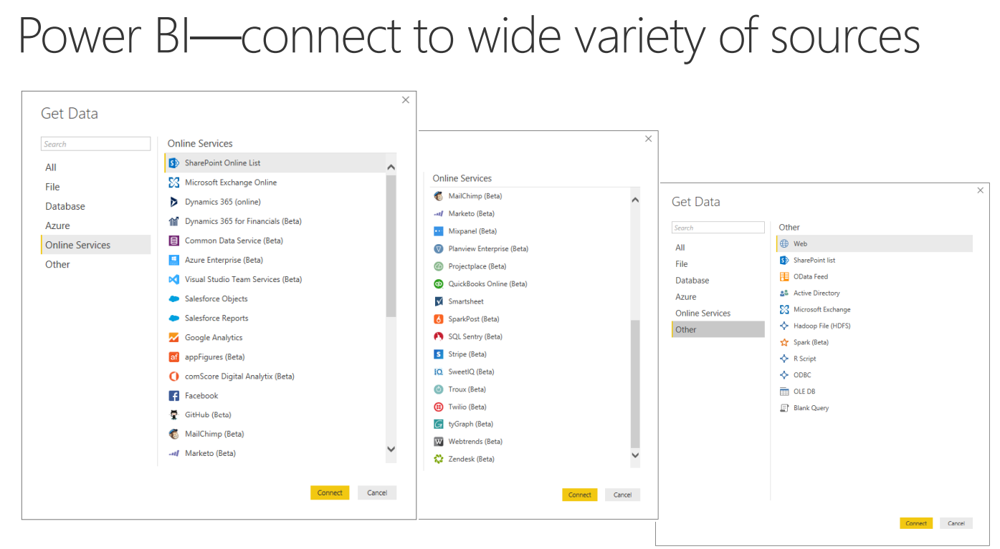 Power BI—connect to wide variety of sources
Get Data
Search
All
File
Database
Azure
Online Services
Other
Online Services
SharePoint Online List
Microsoft Exchange Online
Dynamics 365 (online)
Dynamics 365 for Financials (Beta)
Common Data Service (Beta)
Azure Enterprise (Beta)
Visual Studio Team Services (Beta)
Salesforce Objects
Salesforce Reports
Google Analytics
appFigures (Beta)
comScore Digital Analytix (Beta)
Facebook
GitHub (Beta)
MailChimp (Beta)
Marketo (Beta)
Connect
Cancel
Online Services
MailChimp (Beta)
Marketo (Beta)
Mixpanel (Beta)
Planview Enterprise (Beta)
Projectplace (Beta)
QuickBooks Online (Beta)
Smartsheet
SparkPost (Beta)
SQL Sentry (Beta)
Stripe (Beta)
SweetIQ (Beta)
Troux (Beta)
Twilio (Beta)
tyGraph (Beta)
Webtrends (Beta)
Zendesk (Beta)
Connect
Cancel
Get Data
Search
All
File
Database
Azure
Online Services
Other
Other
Web
SharePoint list
OData Feed
Active Directory
Microsoft Exchange
Hadoop File (HDFS)
Spark (Beta)
R Script
ODBC
OLE DB
Blank Query
Connect
Cancel